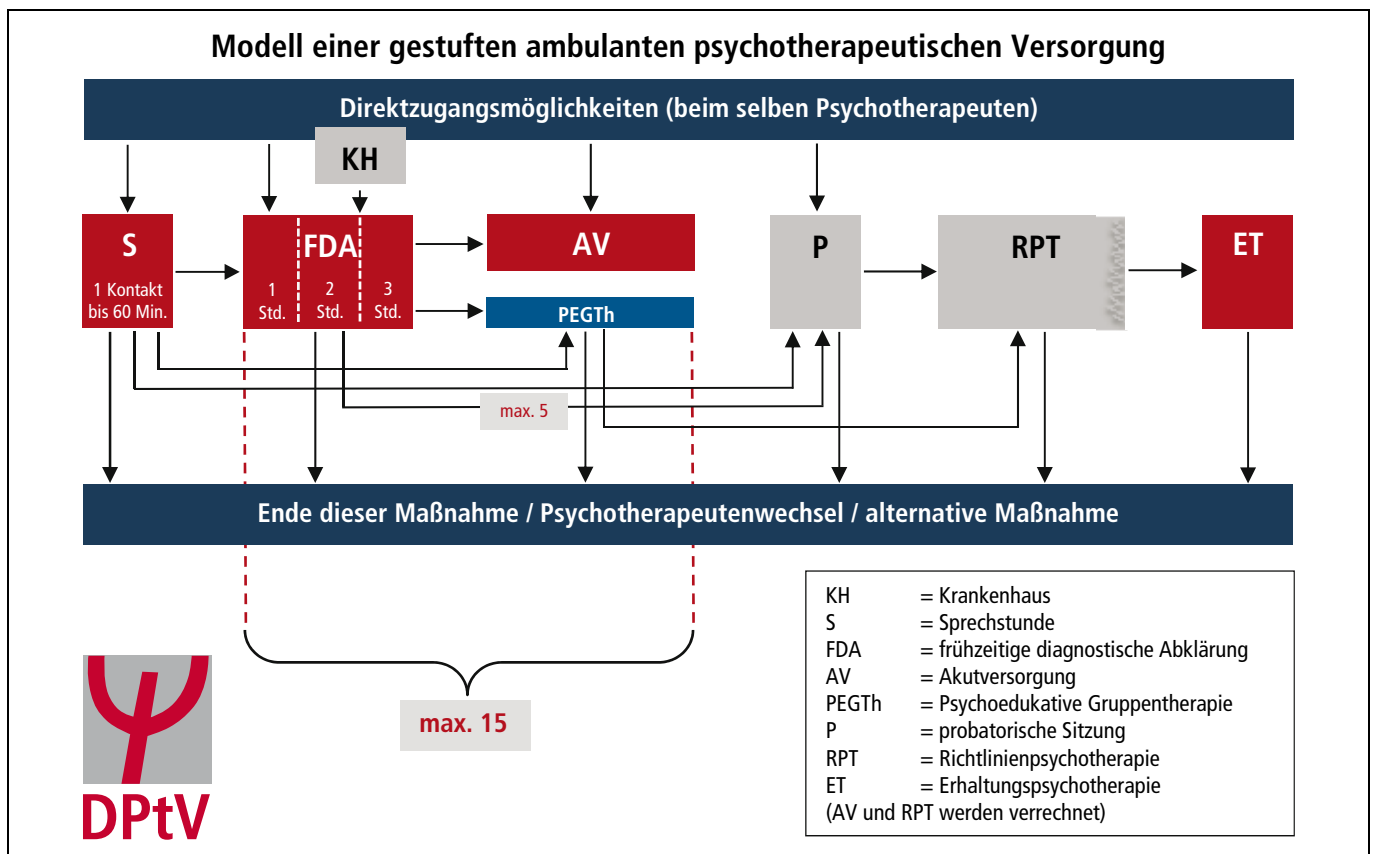 Modell einer gestuften ambulanten psychotherapeutischen Versorgung
Direktzugangsmöglichkeiten (beim selben Psychotherapeuten)
KH
S
1 Kontakt
bis 60 Min.
FDA
1
Std.
2
Std.
3
Std.
AV
PEGTh
P
RPT
ET
max. 5
Ende dieser Maßnahme / Psychotherapeutenwechsel / alternative Maßnahme
max. 15
KH = Krankenhaus
S = Sprechstunde
FDA = frühzeitige diagnostische Abklärung
AV = Akutversorgung
PEGTh = Psychoedukative Gruppentherapie
P = probatorische Sitzung
RPT = Richtlinienpsychotherapie
ET = Erhaltungspsychotherapie
(AV und RPT werden verrechnet)
DPtV